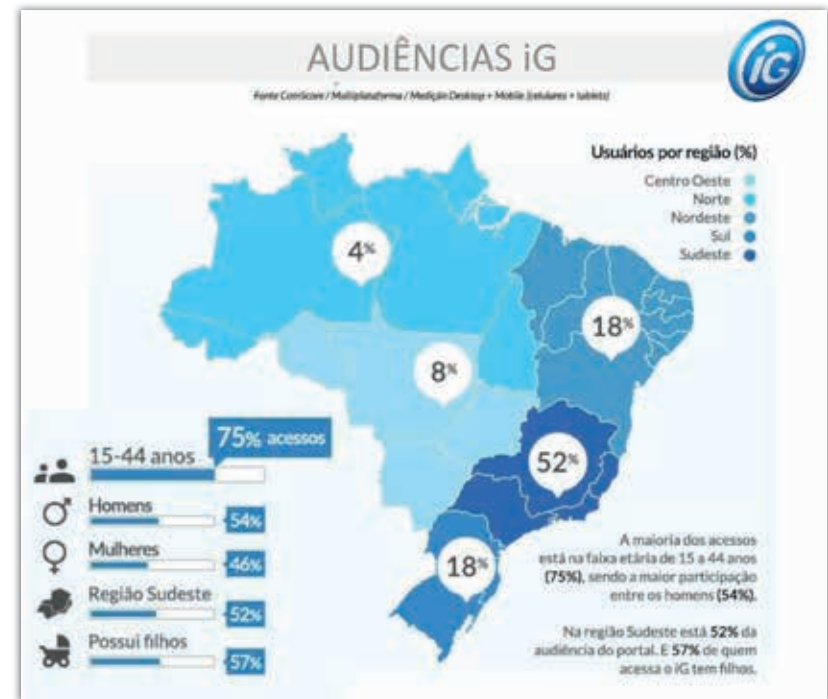 AUDIÊNCIAS iG
iG
Fonte ComScore / Multiplataforma / Medição Desktop + Mobile (celulares + tablets)
Usuários por região (%)
Centro Oeste
Norte
Nordeste
Sul
Sudeste
4%
18%
8%
52%
18%
75% acessos
15-44 anos
Homens
54%
Mulheres
46%
Região Sudeste
52%
Possui filhos
57%
A maioria dos acessos
está na faixa etária de 15 a 44 anos
(75%), sendo a maior participação
entre os homens (54%).
Na região Sudeste está 52% da
audiência do portal. E 57% de quem
acessa o iG tem filhos.